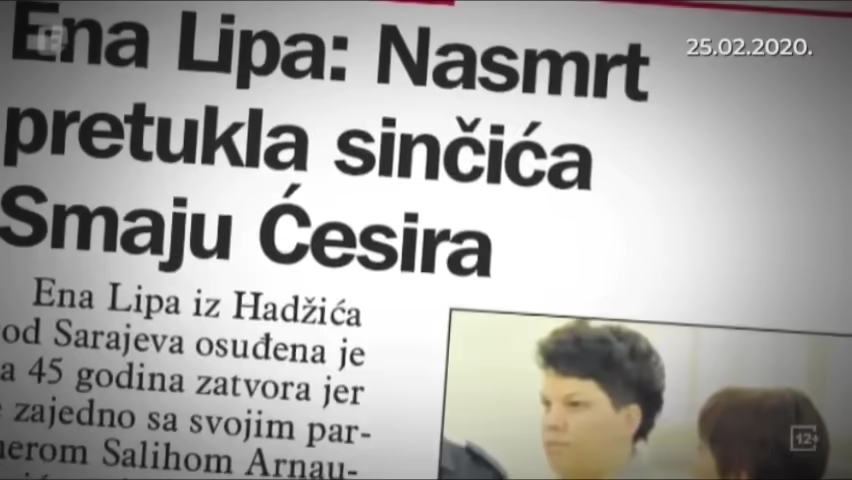 Ena Lipa: Nasmrt
25.02.2020.
pretukla sinčića
Smaju Ćesira
Ena Lipa iz Hadžića
od Sarajeva osuđena je
a 45 godina zatvora jer
zajedno sa svojim par-
nerom Salihom Arnau-
12+